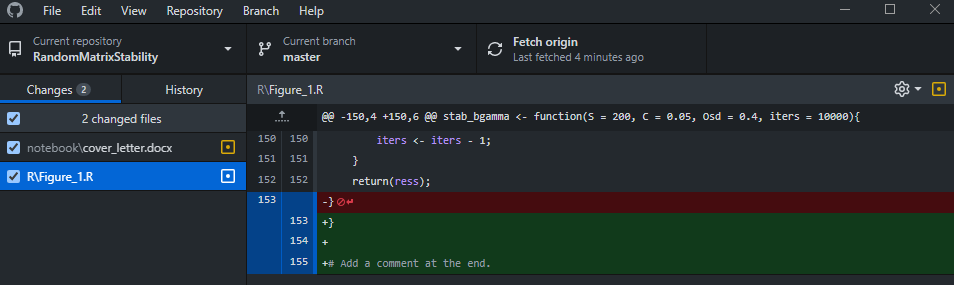 File Edit View Repository Branch Help
Current repository
RandomMatrixStability
Current branch
master
Fetch origin
Last fetched 4 minutes ago
Changes 2 History
R\Figure_1.R
2 changed files
@@ -150,4 +150,6 @@ stab_bgamma <- function(S = 200, C = 0.05, Osd = 0.4, iters = 10000){
notebook\cover_letter.docx
R\Figure_1.R
150 150 iters <- iters - 1;
151 151 }
152 152 return(ress);
153 -}
153 +}
154 +
155 +# Add a comment at the end.